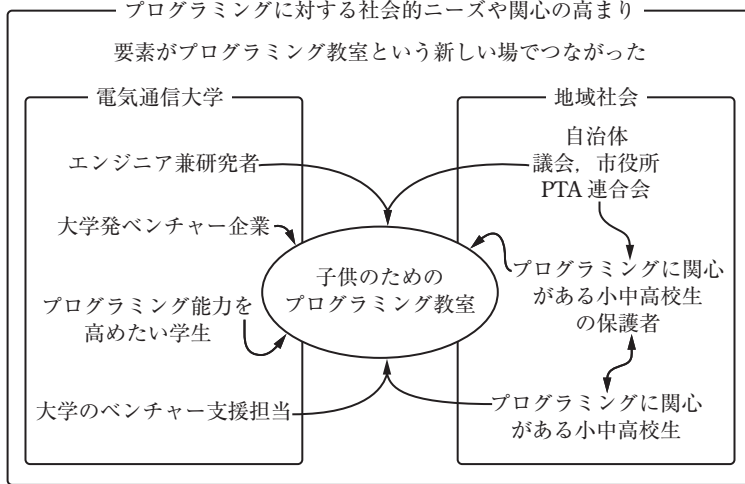 プログラミングに対する社会的ニーズや関心の高まり
要素がプログラミング教室という新しい場でつながった
電気通信大学
エンジニア兼研究者
大学発ベンチャー企業
プログラミング能力を
高めたい学生
大学のベンチャー支援担当
子供のための
プログラミング教室
地域社会
自治体
議会，市役所
PTA 連合会
プログラミングに関心
がある小中高校生
の保護者
プログラミングに関心
がある小中高校生